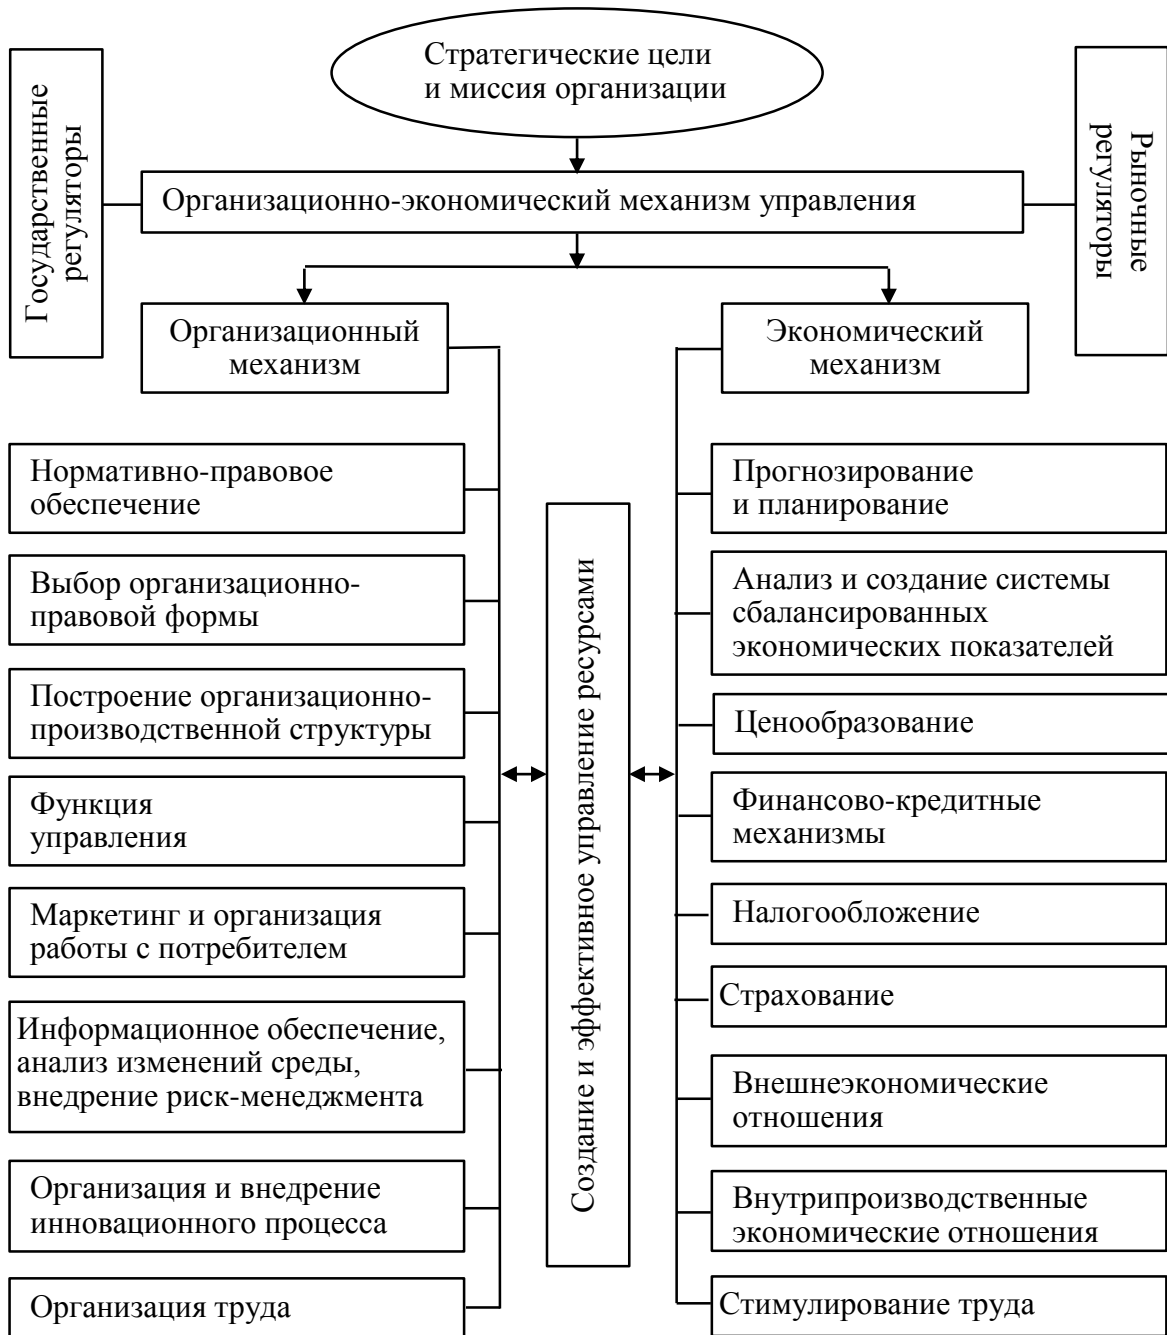 Стратегические цели
и миссия организации
Государственные
регуляторы
Рыночные
регуляторы
Организационно-экономический механизм управления
Организационный
механизм
Экономический
механизм
Нормативно-правовое
обеспечение
Выбор организационно-
правовой формы
Построение организационно-
производственной структуры
Функция
управления
Маркетинг и организация
работы с потребителем
Информационное обеспечение,
анализ изменений среды,
внедрение риск-менеджмента
Организация и внедрение
инновационного процесса
Организация труда
Создание и эффективное управление ресурсами
Прогнозирование
и планирование
Анализ и создание системы
сбалансированных
экономических показателей
Ценообразование
Финансово-кредитные
механизмы
Налогообложение
Страхование
Внешнеэкономические
отношения
Внутрипроизводственные
экономические отношения
Стимулирование труда